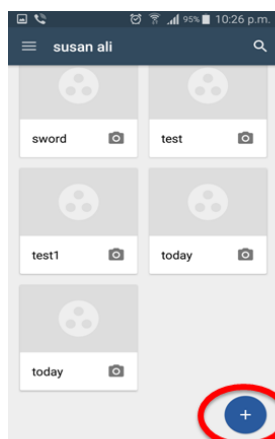 95% 10:26 p.m.
susan ali
sword test
test1 today
today
+